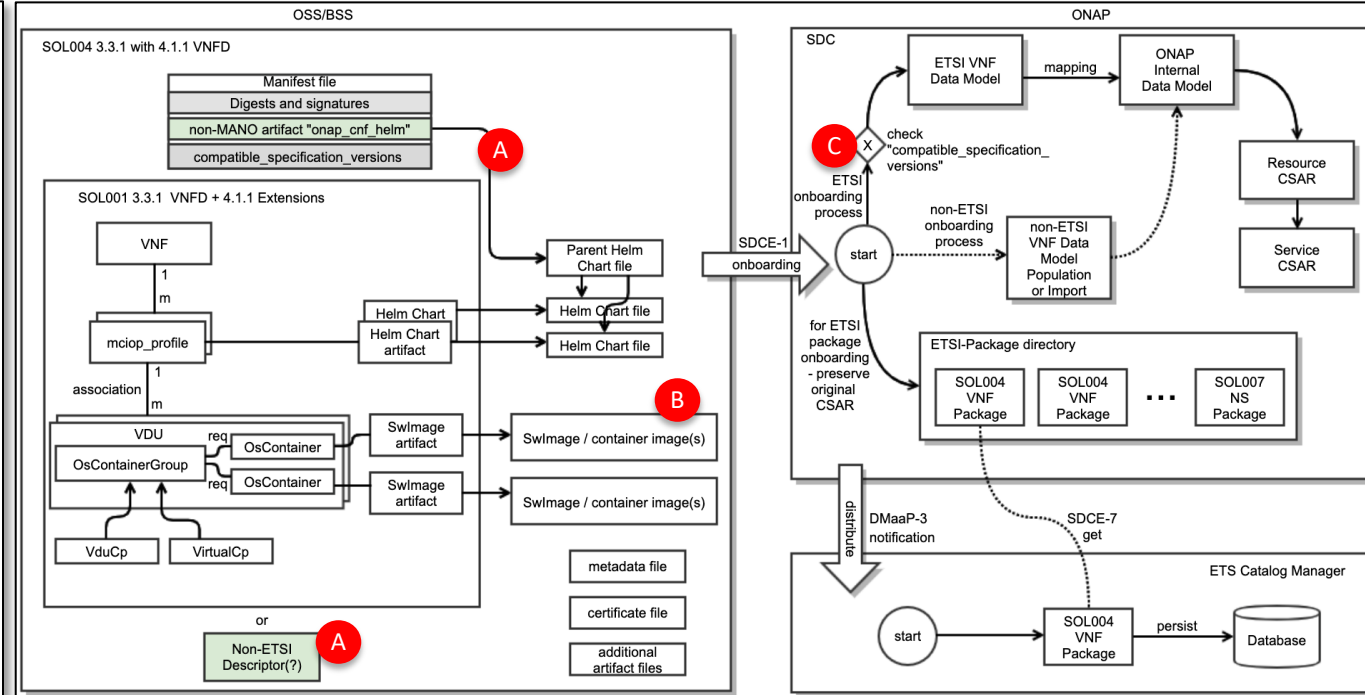 OSS/BSS
SOL004 3.3.1 with 4.1.1 VNFD
Manifest file
Digests and signatures
non-MANO artifact "onap_cnf_helm"
compatible_specification_versions
A
SOL001 3.3.1  VNFD + 4.1.1 Extensions
VNF
1
m
mciop_profile
Helm Chart
Helm Chart
artifact
Parent Helm
Chart file
Helm Chart file
Helm Chart file
association
1
m
VDU
OsContainerGroup
req
OsContainer
req
OsContainer
SwImage
artifact
SwImage
artifact
B
SwImage / container image(s)
SwImage / container image(s)
VduCp
VirtualCp
metadata file
certificate file
additional
artifact files
or
Non-ETSI
Descriptor(?)
A
SDCE-1
onboarding
ONAP
SDC
ETSI VNF
Data Model
mapping
ONAP
Internal
Data Model
C
X
check
"compatible_specification_
versions"
ETSI
onboarding
process
Resource
CSAR
Service
CSAR
start
non-ETSI
onboarding
process
non-ETSI
VNF Data
Model
Population
or Import
for ETSI
package
onboarding
- preserve
original
CSAR
ETSI-Package directory
SOL004
VNF
Package
SOL004
VNF
Package
...
SOL007
NS
Package
distribute
DMaaP-3
notification
SDCE-7
get
ETS Catalog Manager
start
SOL004
VNF
Package
persist
Database